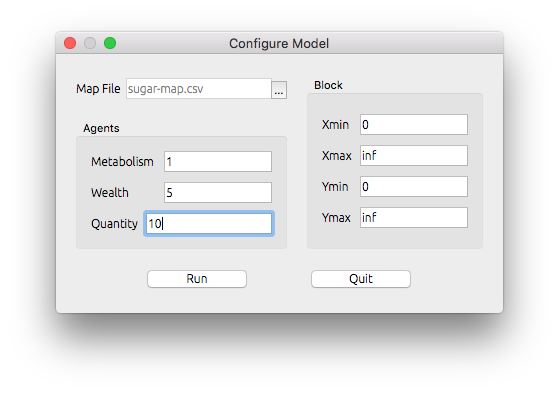 Configure Model
Map File sugar-map.csv ...
Agents
Metabolism 1
Wealth 5
Quantity 10
Block
Xmin 0
Xmax inf
Ymin 0
Ymax inf
Run Quit